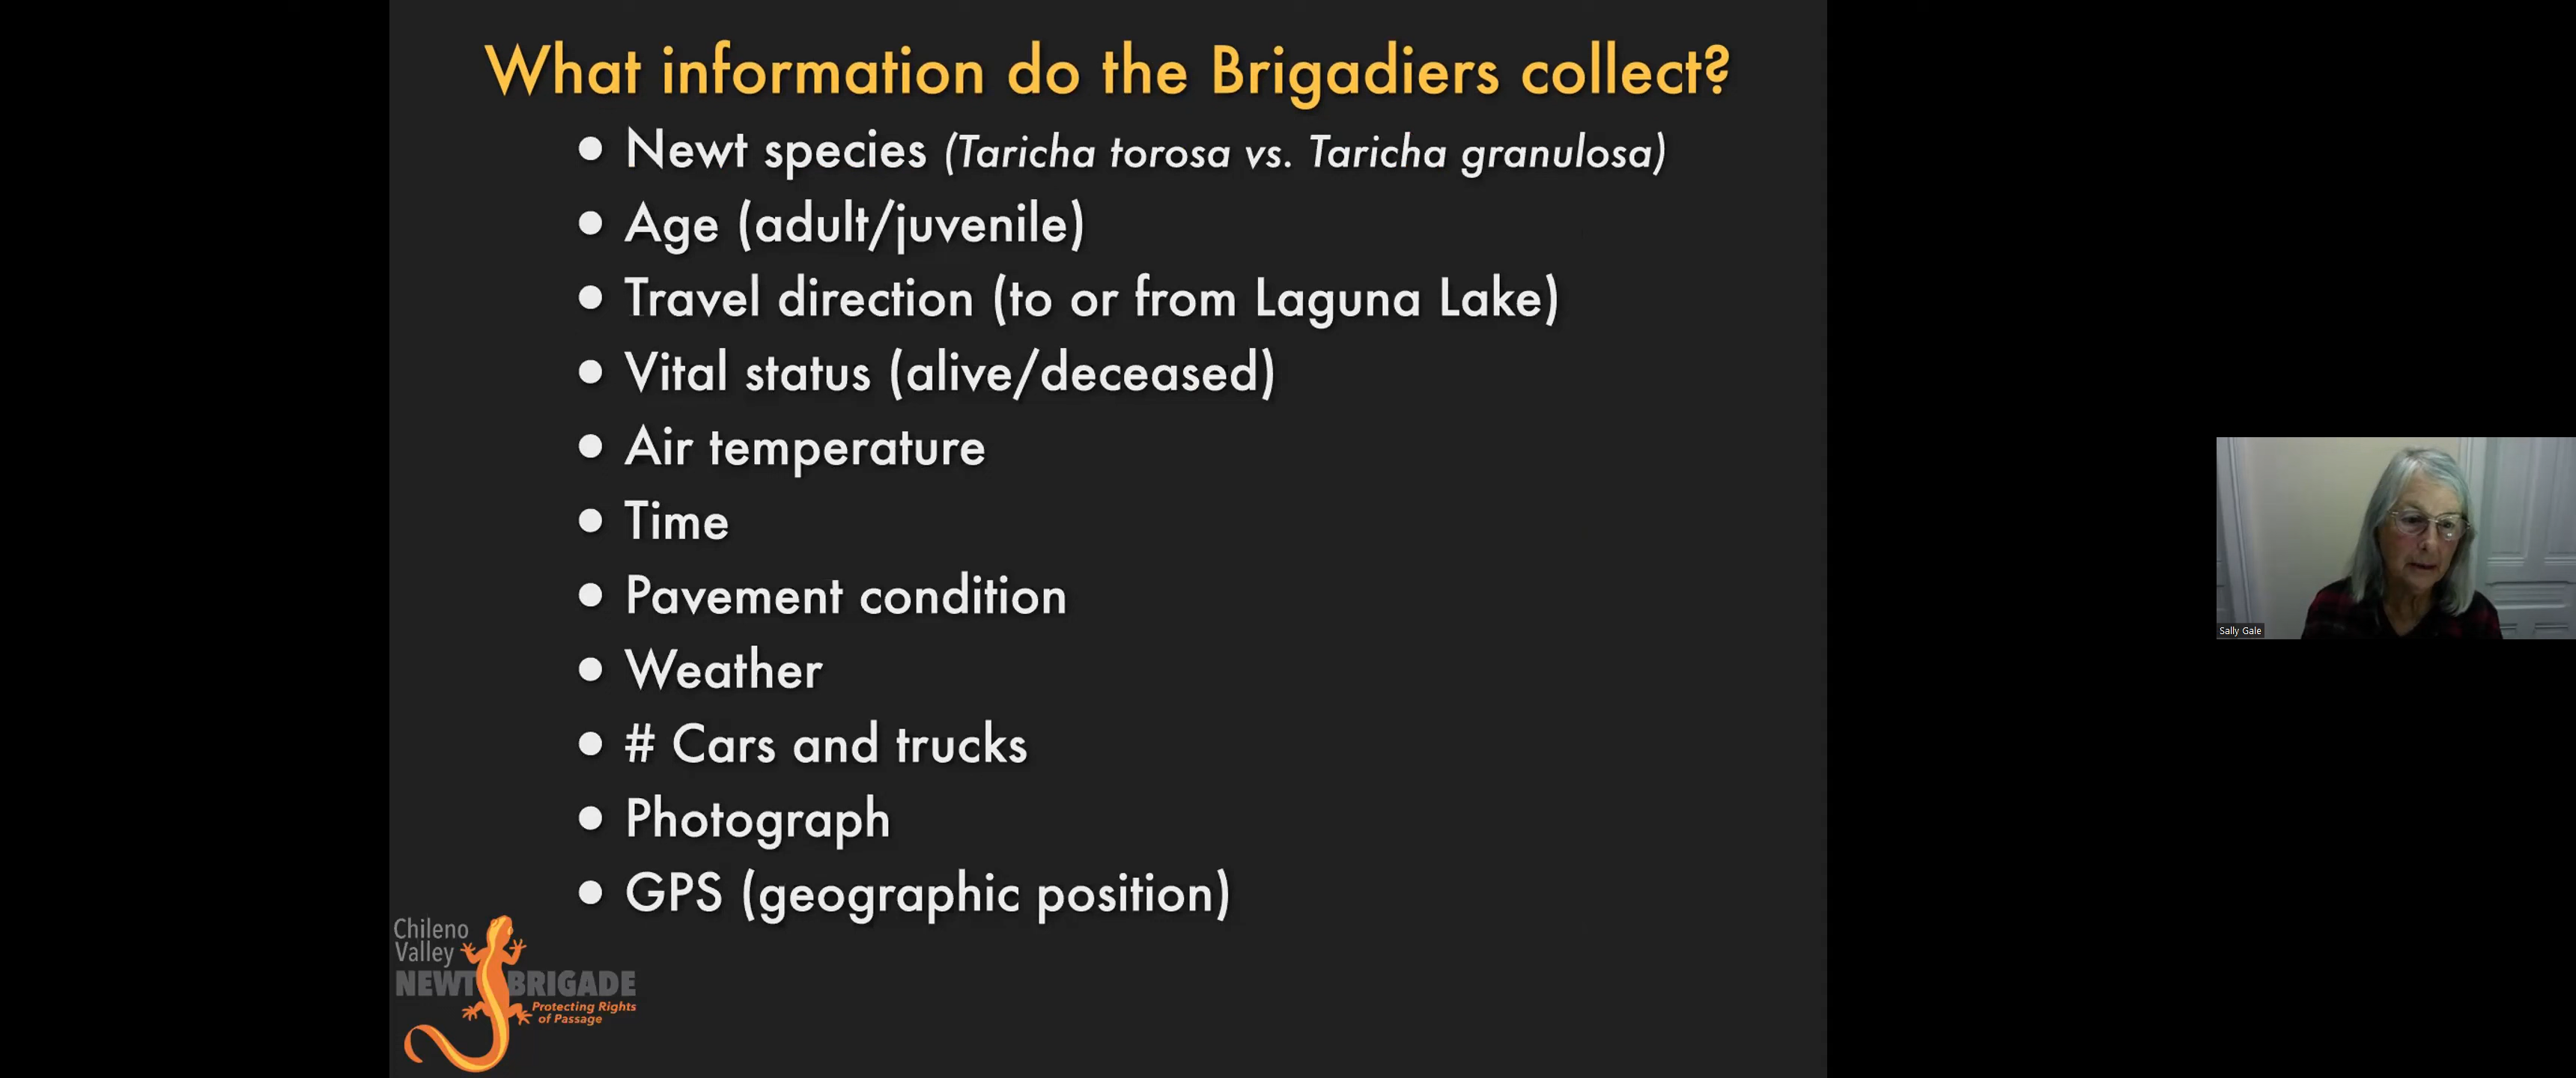 What information do the Brigadiers collect?
• Newt species (Taricha torosa vs. Taricha granulosa)
• Age (adult/juvenile)
• Travel direction (to or from Laguna Lake)
• Vital status (alive/deceased)
• Air temperature
• Time
• Pavement condition
• Weather
• # Cars and trucks
• Photograph
• GPS (geographic position)
Chileno
Valley
NEWT BRIGADE
Protecting Rights
of Passage
Sally Gale